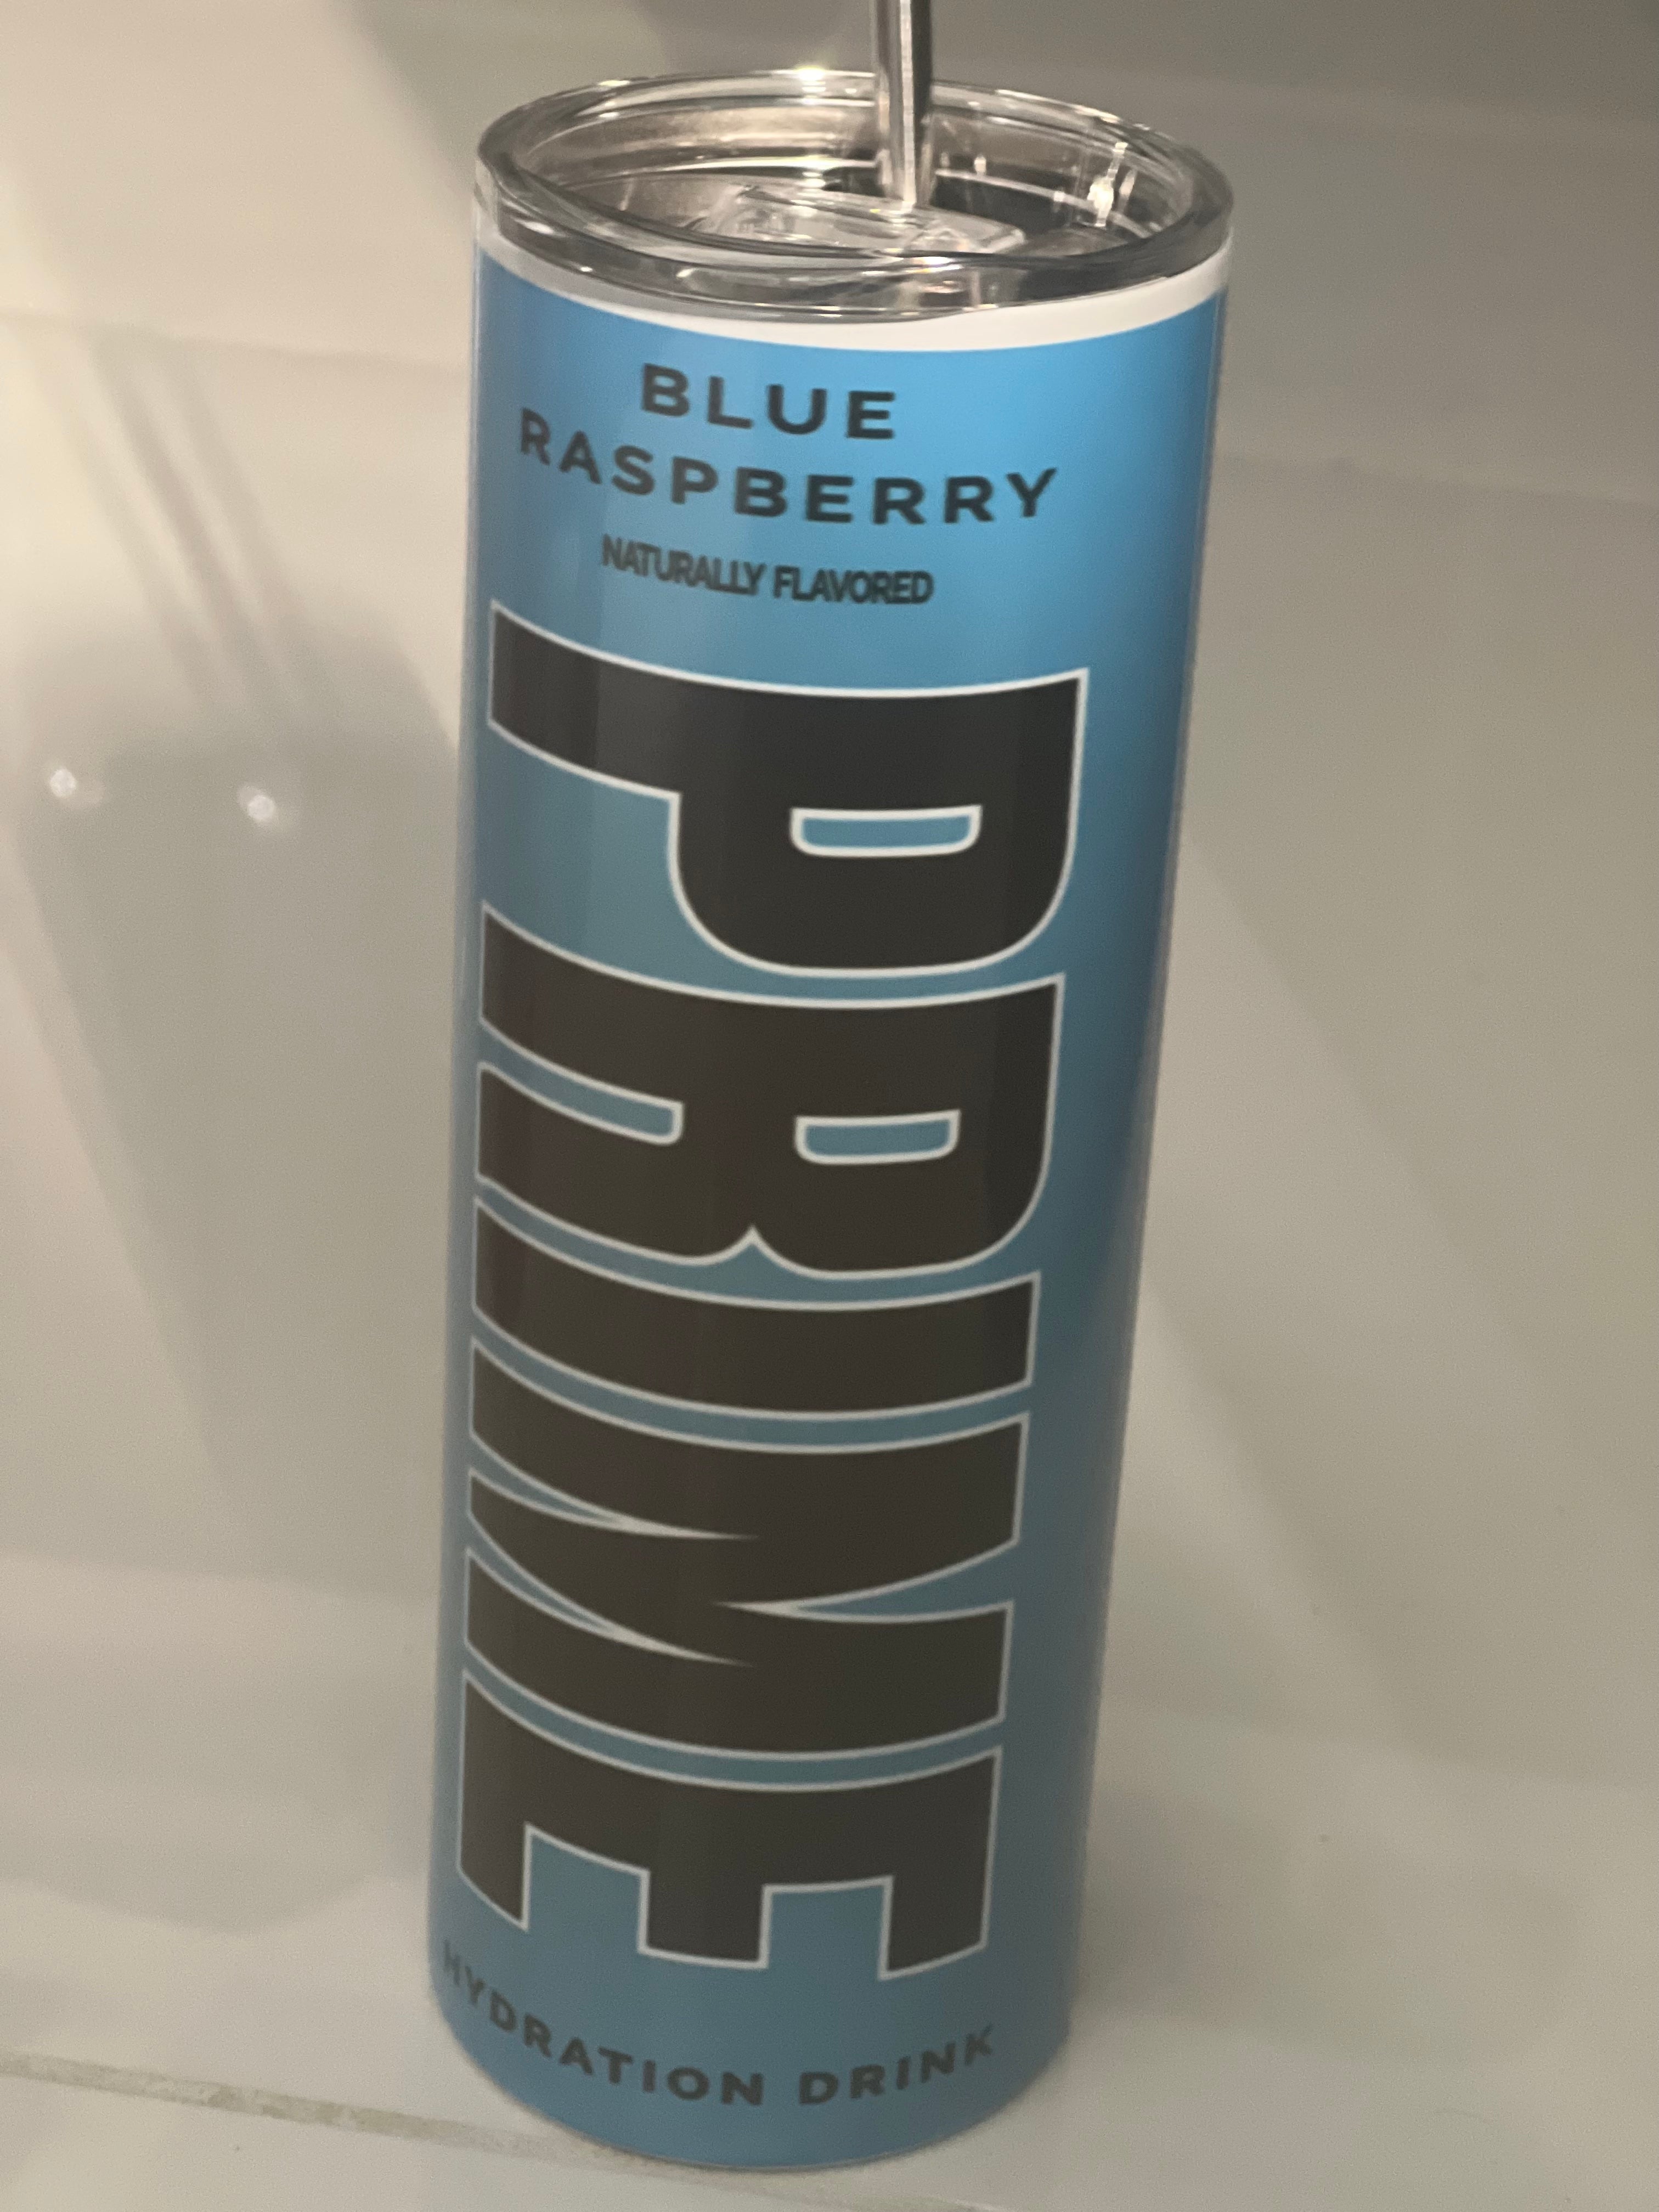 BLUE
RASPBERRY
NATURALLY FLAVORED
PRIME
HYDRATION DRINK